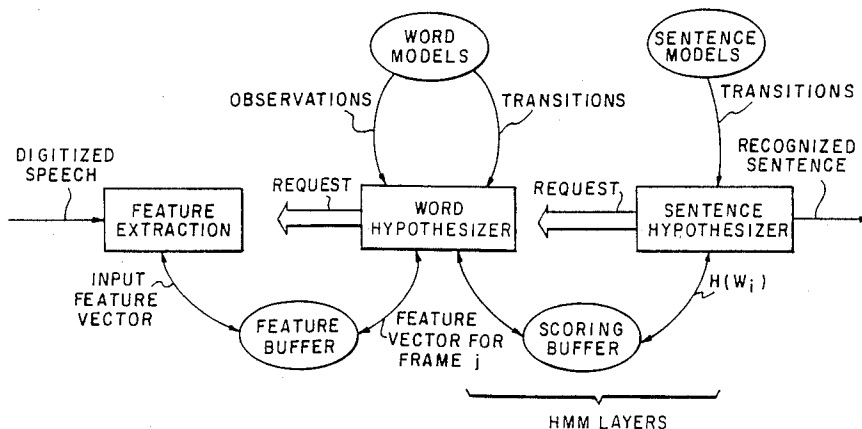 WORD
MODELS
SENTENCE
MODELS
OBSERVATIONS
TRANSITIONS
TRANSITIONS
DIGITIZED
SPEECH
RECOGNIZED
SENTENCE
REQUEST
REQUEST
FEATURE
EXTRACTION
WORD
HYPOTHESIZER
SENTENCE
HYPOTHESIZER
INPUT
FEATURE
VECTOR
FEATURE
BUFFER
FEATURE
VECTOR FOR
FRAME j
SCORING
BUFFER
H(Wi)
HMM LAYERS